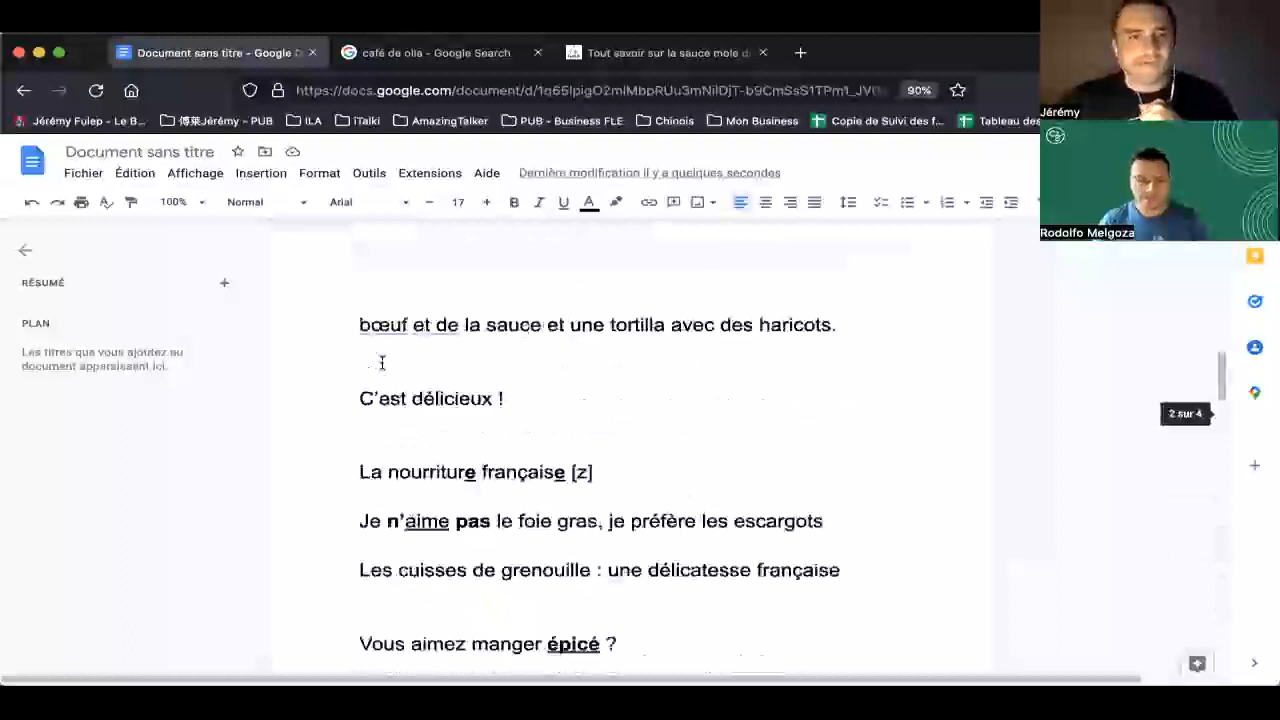 Document sans titre - Google D
café de olla - Google Search
Tout savoir sur la sauce mole d
https://docs.google.com/document/d/
90%
Jérémy Fulep - Le B...
PUB
ILA
iTalki
AmazingTalker
PUB - Business FLE
Chinois
Mon Business
Copie de Suivi des f...
Tableau des
Jérémy
Rodolfo Melgoza
Document sans titre
Fichier Édition Affichage Insertion Format Outils Extensions Aide
Dernière modification il y a quelques secondes
100% Normal Arial − 17 + B I U A
RÉSUMÉ
PLAN
Les titres que vous ajoutez au
document apparaissent ici.
bœuf et de la sauce et une tortilla avec des haricots.
C'est délicieux !
La nourriture française [z]
Je n'aime pas le foie gras, je préfère les escargots
Les cuisses de grenouille : une délicatesse française
Vous aimez manger épicé ?
2 sur 4